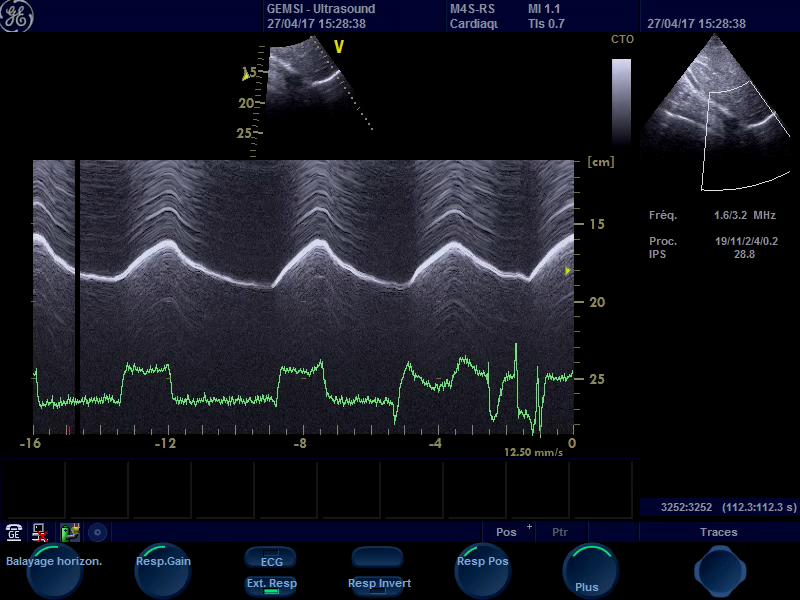 GEMSI - Ultrasound
27/04/17 15:28:38
M4S-RS
Cardiaqu
MI 1.1
TIs 0.7
27/04/17 15:28:38
V
15
20
25
CTO
[cm]
15
20
25
-16
-12
-8
-4
0
12.50 mm/s
Fréq. 1.6/3.2 MHz
Proc. 19/11/2/4/0.2
IPS 28.8
3252:3252 (112.3:112.3 s)
GE
Pos +
Ptr
Traces
Balayage horizon.
Resp.Gain
ECG
Ext. Resp
Resp Invert
Resp Pos
Plus